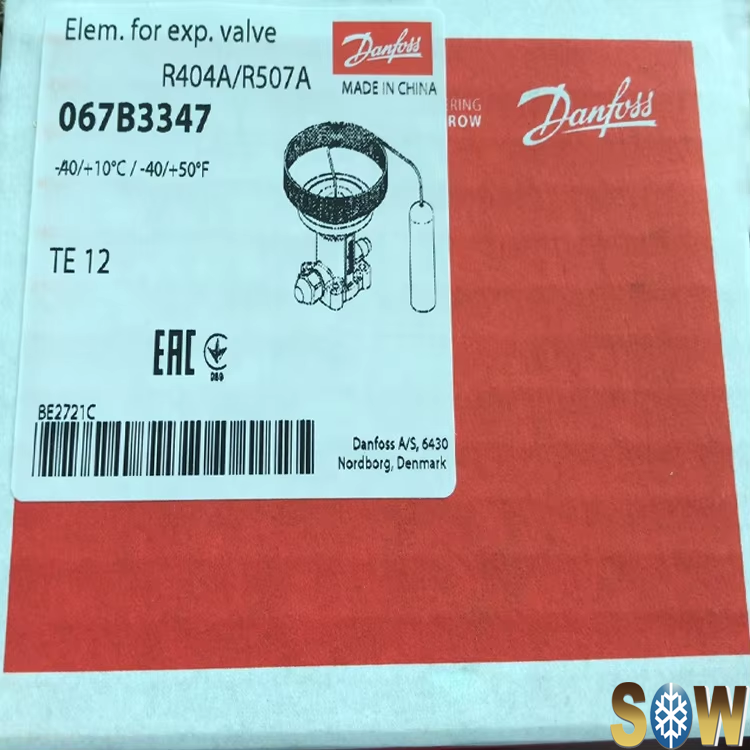 Elem. for exp. valve
Danfoss
R404A/R507A
MADE IN CHINA
067B3347
-40/+10°C / -40/+50°F
TE 12
EAC
BE2721C
Danfoss A/S, 6430
Nordborg, Denmark
ERING
ROW
Danfoss
SOW